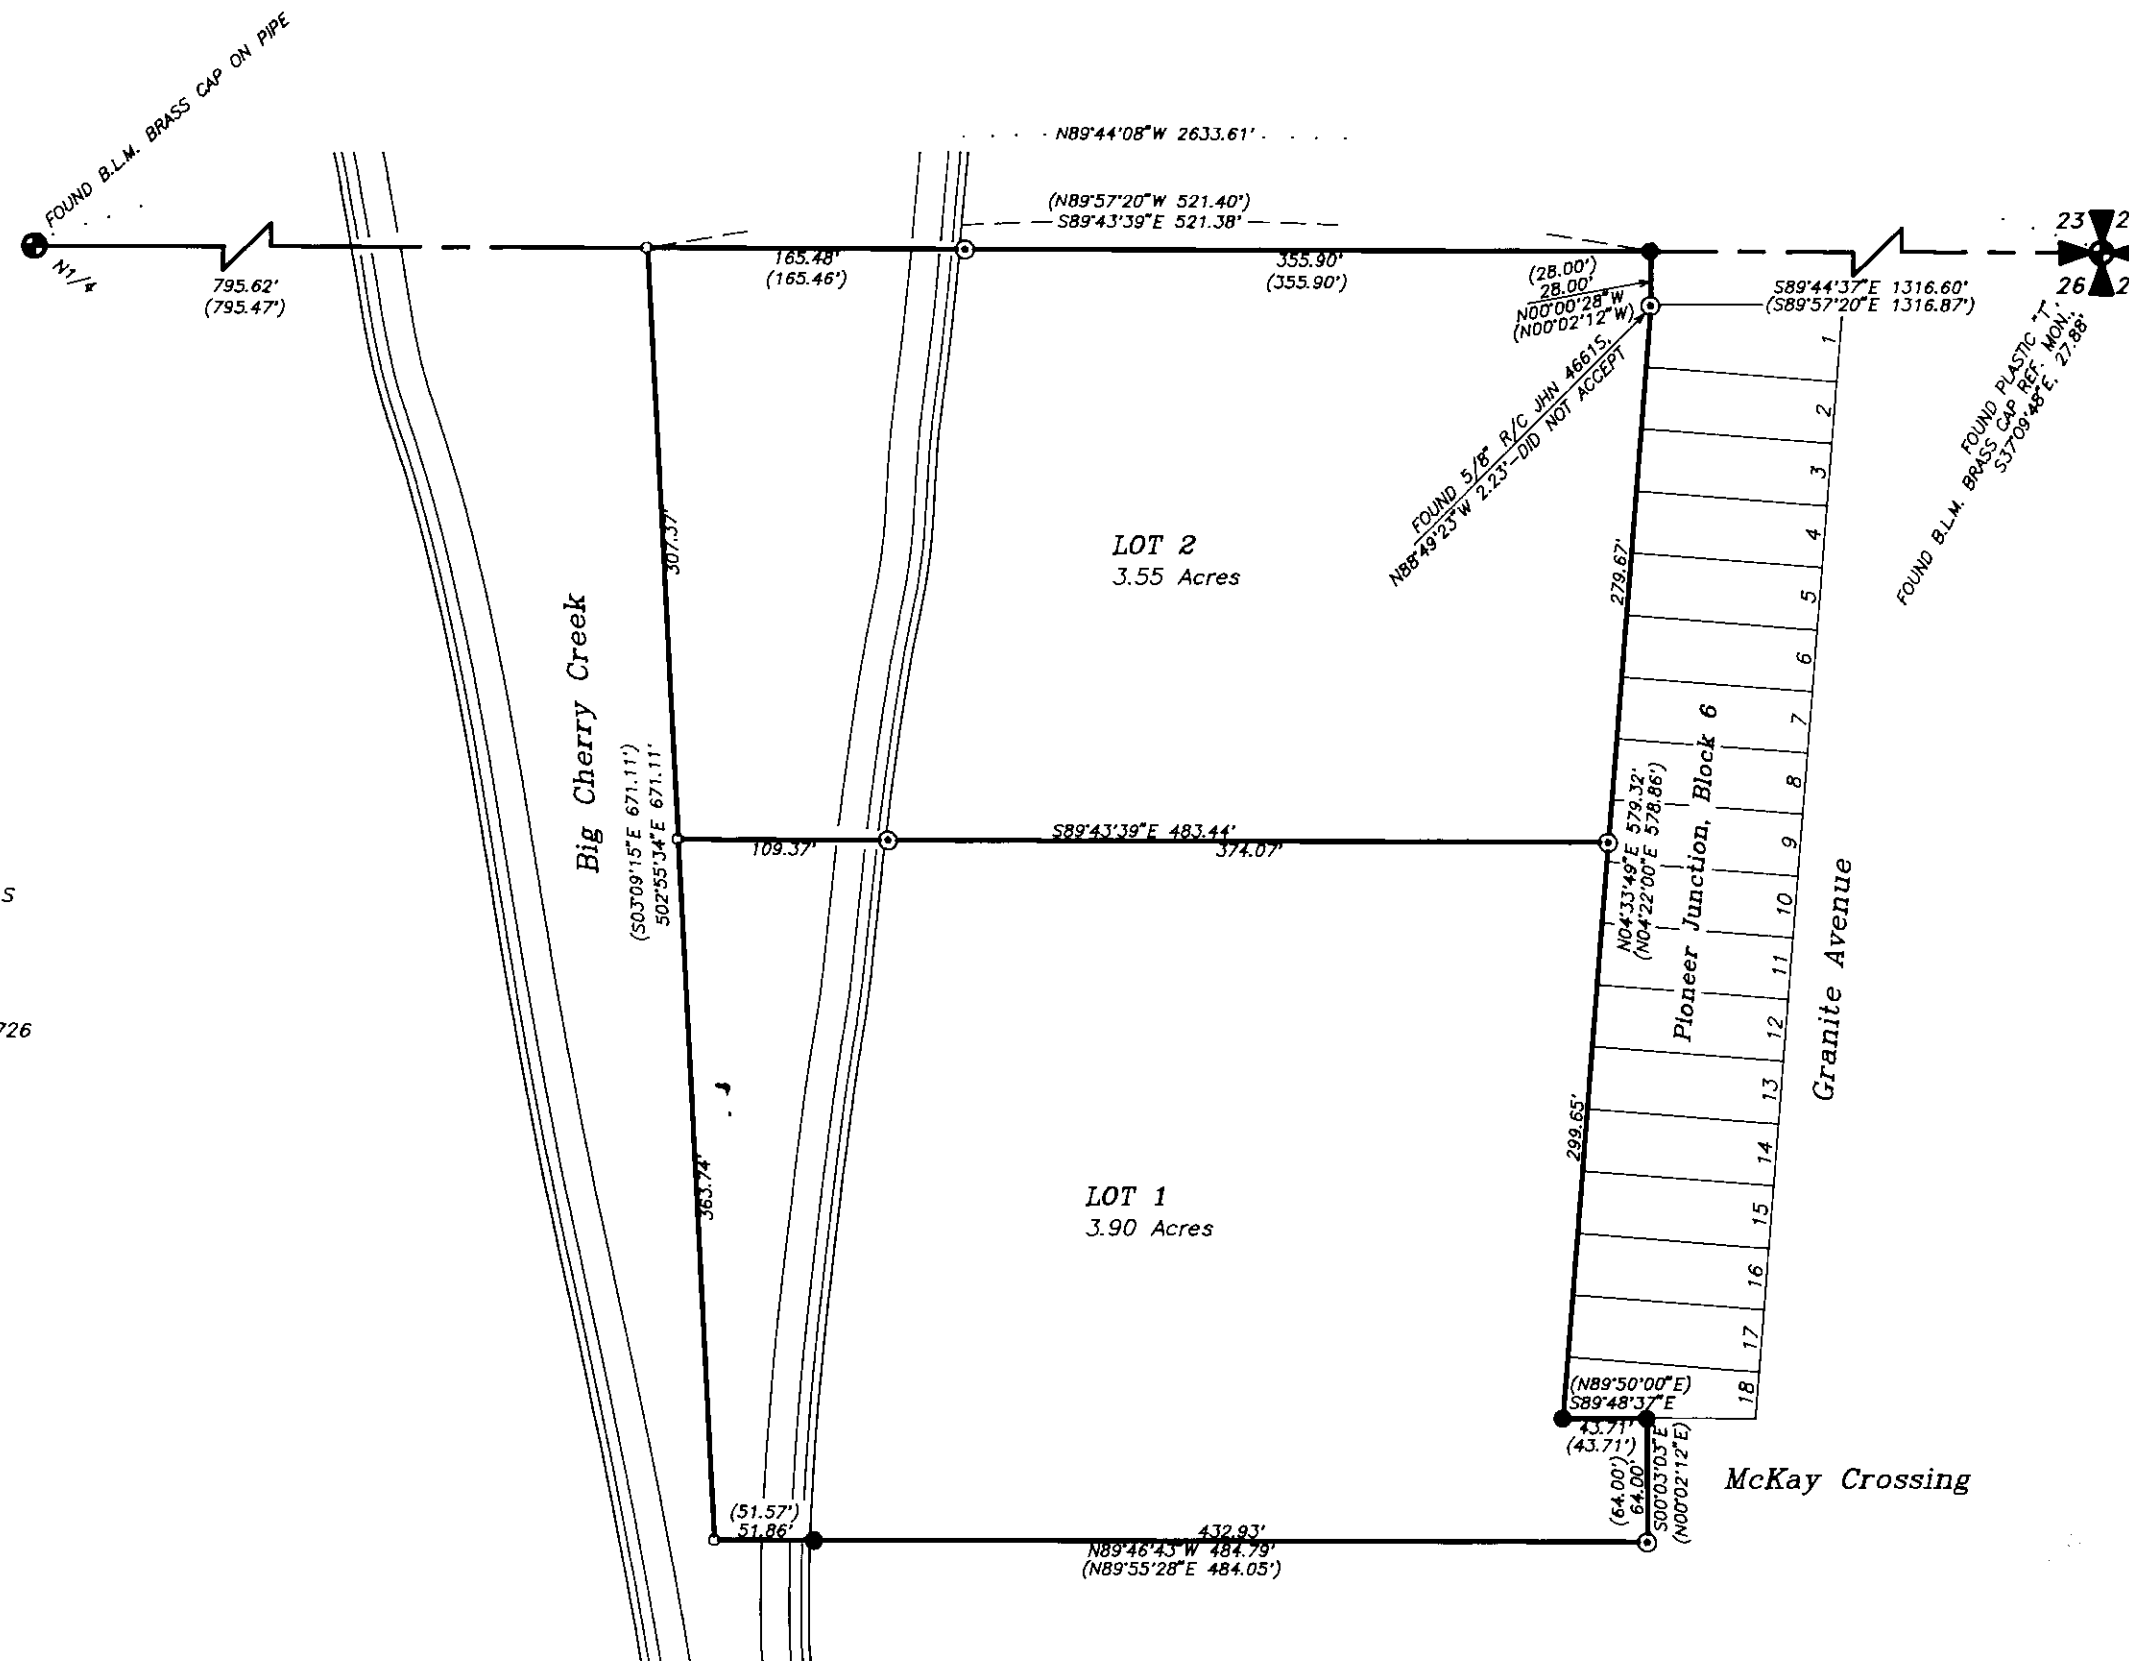 FOUND B.L.M. BRASS CAP ON PIPE
N89°44'08"W 2633.61'
(N89°57'20"W 521.40')
S89°43'39"E 521.38'
N1/4
795.62'
(795.47')
165.48'
(165.46')
355.90'
(355.90')
(28.00')
28.00'
N00°00'28"W
(N00°02'12"W)
S89°44'37"E 1316.60'
(S89°57'20"E 1316.87')
23 2
26 2
FOUND PLASTIC "T",
FOUND B.L.M. BRASS CAP REF. MON.,
S37°09'48"E, 27.88'
FOUND 5/8" R/C JHN 4661S,
N88°49'23"W 2.23'-DID NOT ACCEPT
307.37'
LOT 2
3.55 Acres
279.67'
Big Cherry Creek
(S03°09'15"E 671.11')
S02°55'34"E 671.11'
S89°43'39"E 483.44'
109.37'
374.07'
N04°33'49"E 579.32'
(N04°22'00"E 578.86')
Pioneer Junction, Block 6
1
2
3
4
5
6
7
8
9
10
11
12
13
14
15
16
17
18
Granite Avenue
S
726
363.74'
LOT 1
3.90 Acres
299.65'
(N89°50'00"E)
S89°48'37"E
43.71'
(43.71')
(64.00')
64.00'
S00°03'03"E
(N00°02'12"E)
McKay Crossing
(51.57')
51.86'
432.93'
N89°46'43"W 484.79'
(N89°55'28"E 484.05')